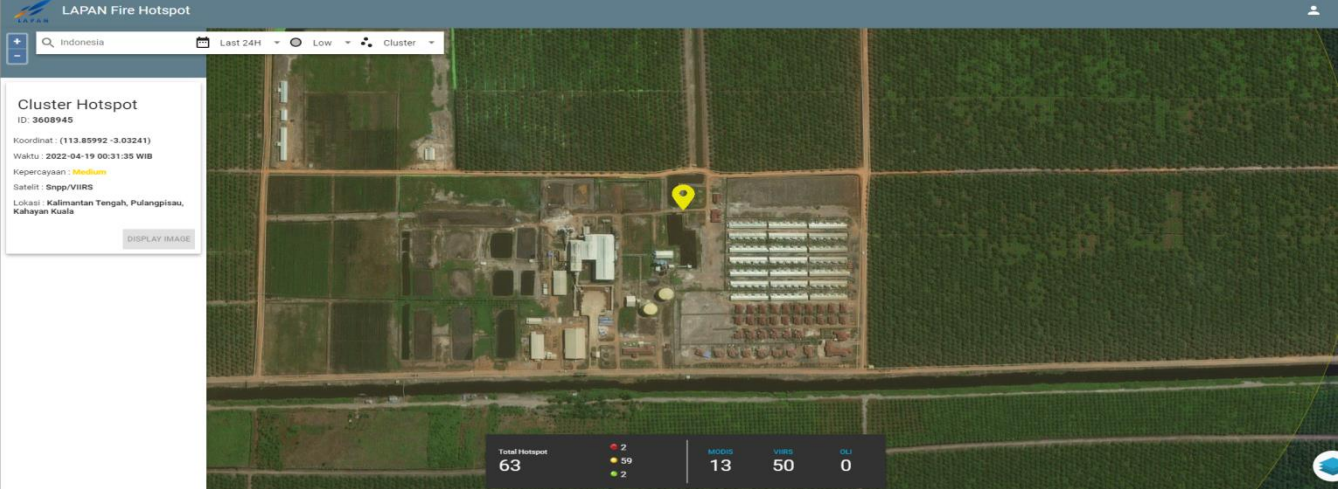 LAPAN
LAPAN Fire Hotspot
+
Indonesia
Last 24H
Low
Cluster
-
Cluster Hotspot
ID: 3608945
Koordinat : (113.85992 -3.03241)
Waktu : 2022-04-19 00:31:35 WIB
Kepercayaan : Medium
Satelit : Snpp/VIIRS
Lokasi : Kalimantan Tengah, Pulangpisau,
Kahayan Kuala
DISPLAY IMAGE
Total Hotspot
63
2
59
2
MODIS
13
VIIRS
50
OLI
0